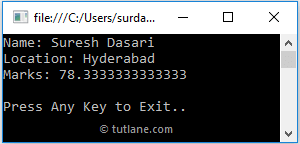 file:///C:/Users/surda...
Name: Suresh Dasari
Location: Hyderabad
Marks: 78.3333333333333
Press Any Key to Exit..
© tutlane.com